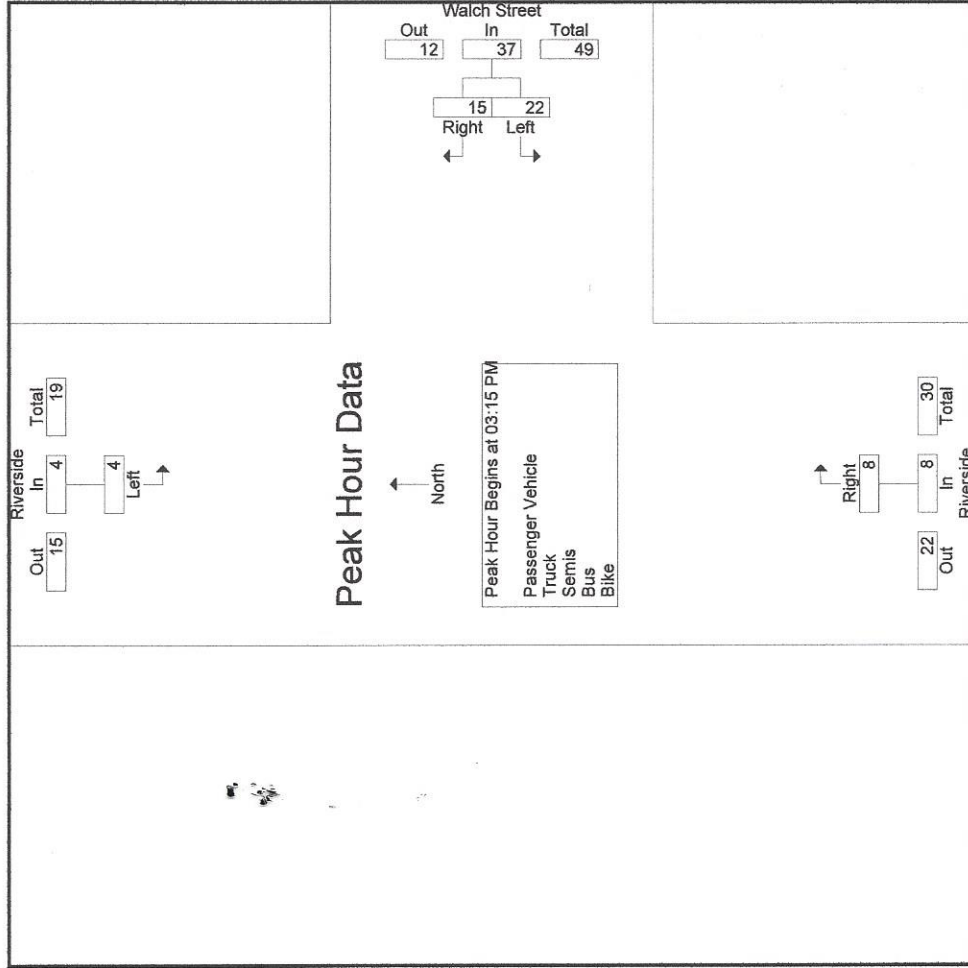 Walch Street
Out In Total
12 37 49
15 22
Right Left
Riverside
Out In Total
15 4 19
4
Left
Peak Hour Data
North
Peak Hour Begins at 03:15 PM
Passenger Vehicle
Truck
Semis
Bus
Bike
Right
8
22 8 30
Out In Total
Riverside